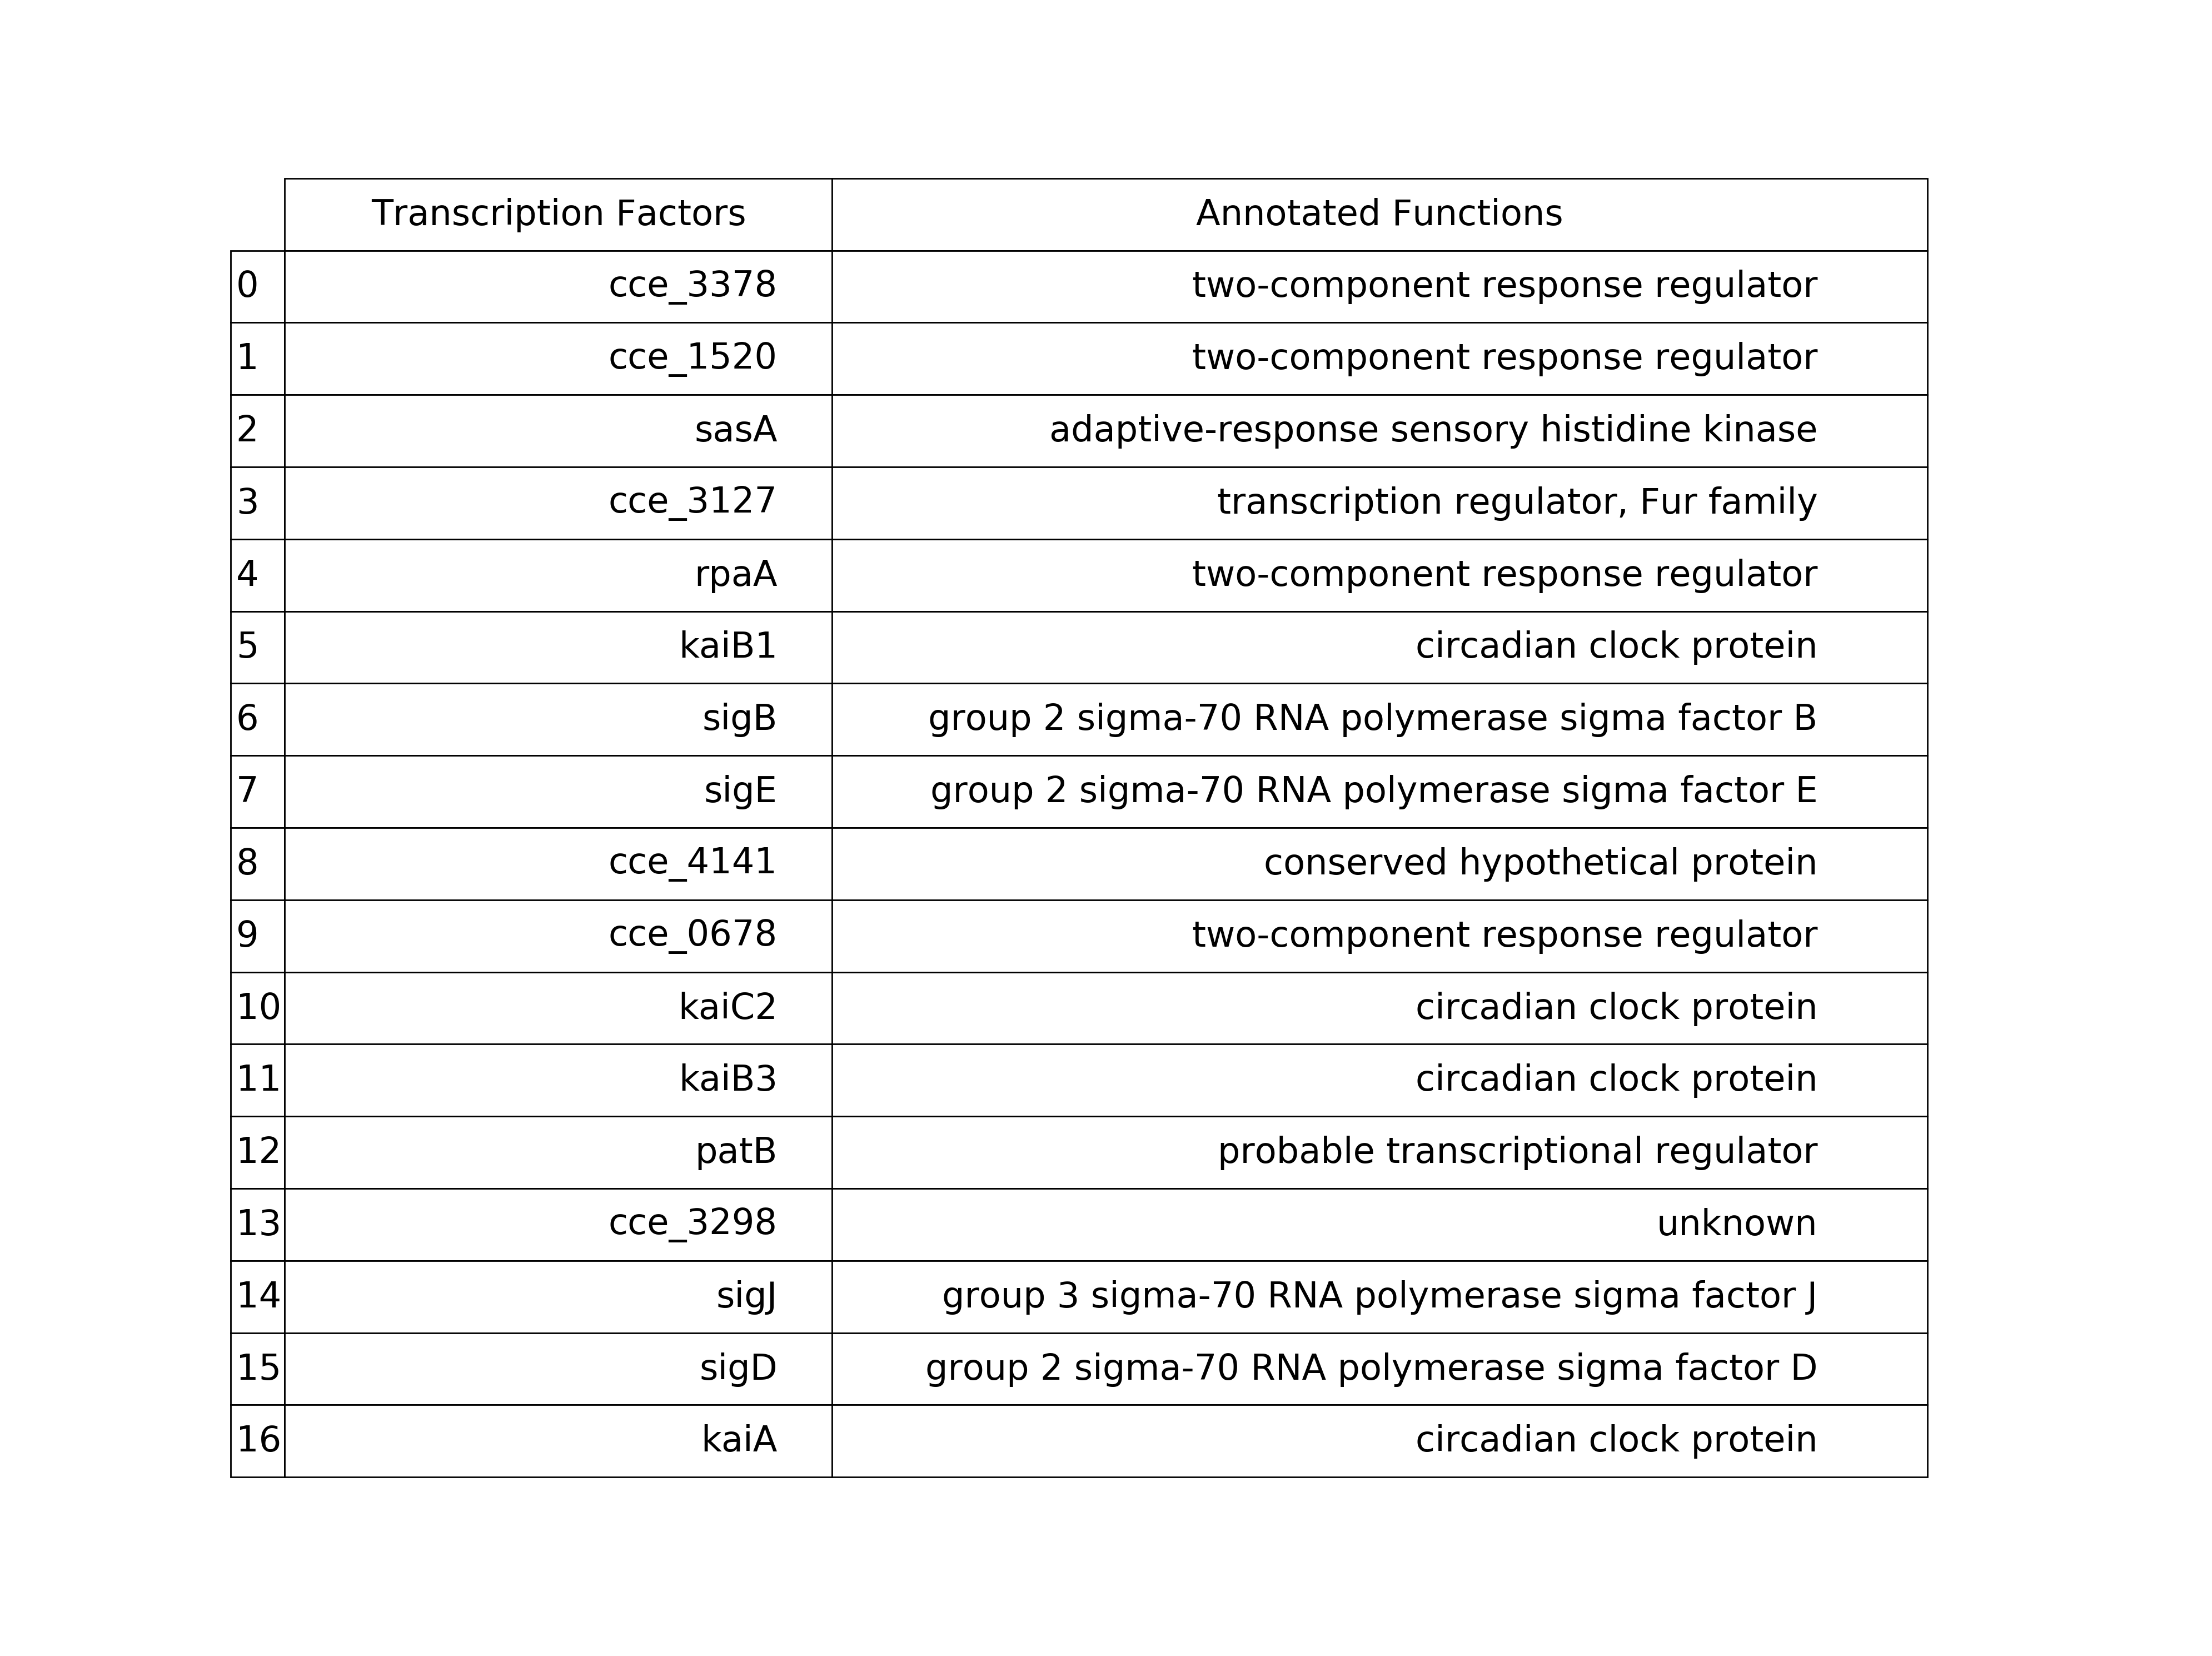 Transcription Factors Annotated Functions
0 cce_3378 two-component response regulator
1 cce_1520 two-component response regulator
2 sasA adaptive-response sensory histidine kinase
3 cce_3127 transcription regulator, Fur family
4 rpaA two-component response regulator
5 kaiB1 circadian clock protein
6 sigB group 2 sigma-70 RNA polymerase sigma factor B
7 sigE group 2 sigma-70 RNA polymerase sigma factor E
8 cce_4141 conserved hypothetical protein
9 cce_0678 two-component response regulator
10 kaiC2 circadian clock protein
11 kaiB3 circadian clock protein
12 patB probable transcriptional regulator
13 cce_3298 unknown
14 sigJ group 3 sigma-70 RNA polymerase sigma factor J
15 sigD group 2 sigma-70 RNA polymerase sigma factor D
16 kaiA circadian clock protein